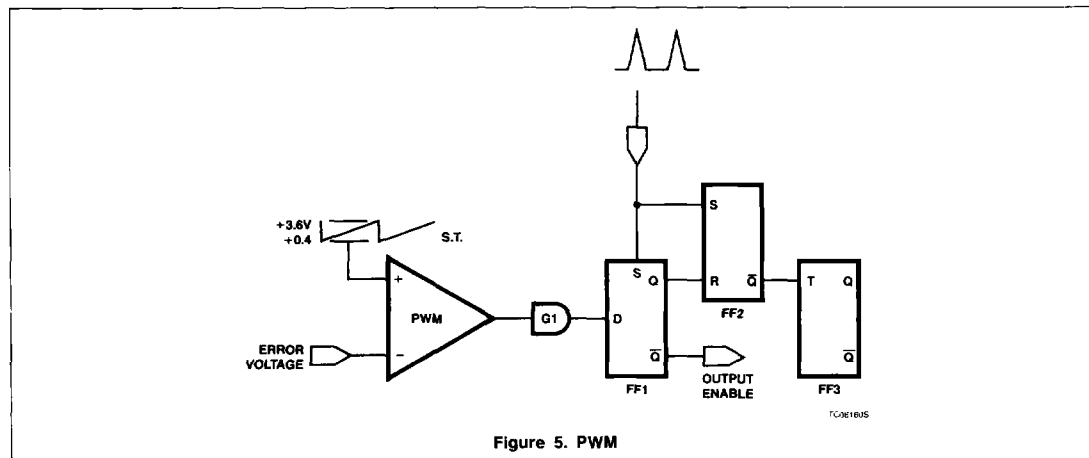 +3.6V
+0.4
S.T.
+
PWM
−
ERROR
VOLTAGE
G1
S
D
Q
Q̅
FF1
OUTPUT
ENABLE
S
R
Q̅
FF2
T
Q
Q̅
FF3
Figure 5. PWM